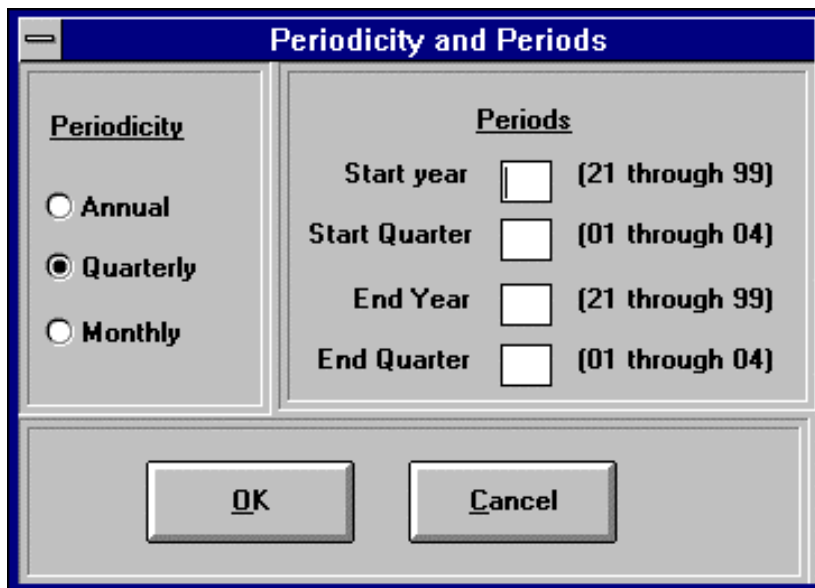 Periodicity and Periods
Periodicity
Annual
Quarterly
Monthly
Periods
Start year (21 through 99)
Start Quarter (01 through 04)
End Year (21 through 99)
End Quarter (01 through 04)
OK
Cancel